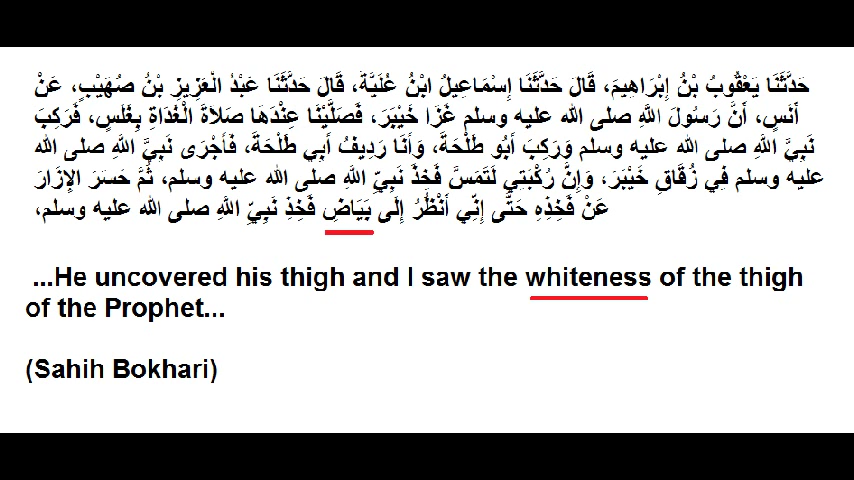 حَدَّثَنَا يَعْقُوبُ بْنُ إِبْرَاهِيمَ، قَالَ حَدَّثَنَا إِسْمَاعِيلُ ابْنُ عُلَيَّةَ، قَالَ حَدَّثَنَا عَبْدُ الْعَزِيزِ بْنُ صُهَيْبٍ، عَنْ
أَنَسٍ، أَنَّ رَسُولَ اللَّهِ صلى الله عليه وسلم غَزَا خَيْبَرَ، فَصَلَّيْنَا عِنْدَهَا صَلاَةَ الْغَدَاةِ بِغَلَسٍ، فَرَكِبَ
نَبِيُّ اللَّهِ صلى الله عليه وسلم وَرَكِبَ أَبُو طَلْحَةَ، وَأَنَا رَدِيفُ أَبِي طَلْحَةَ، فَأَجْرَى نَبِيُّ اللَّهِ صلى الله
عليه وسلم فِي زُقَاقِ خَيْبَرَ، وَإِنَّ رُكْبَتِي لَتَمَسُّ فَخِذَ نَبِيِّ اللَّهِ صلى الله عليه وسلم، ثُمَّ حَسَرَ الإِزَارَ
عَنْ فَخِذِهِ حَتَّى إِنِّي أَنْظُرُ إِلَى بَيَاضِ فَخِذِ نَبِيِّ اللَّهِ صلى الله عليه وسلم،
...He uncovered his thigh and I saw the whiteness of the thigh
of the Prophet...
(Sahih Bokhari)